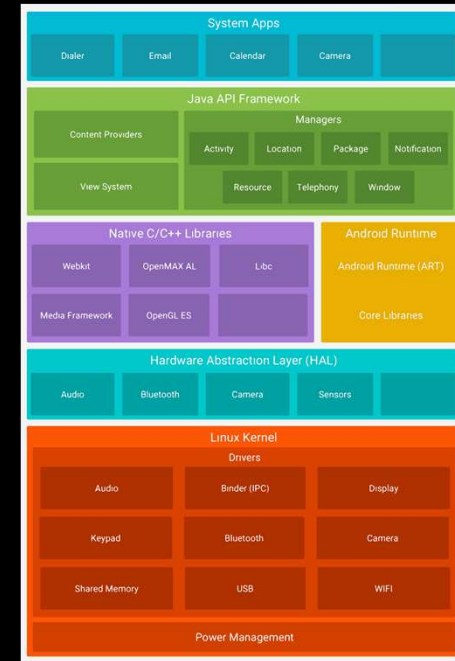 System Apps
Dialer Email Calendar Camera
Java API Framework
Content Providers
View System
Managers
Activity Location Package Notification
Resource Telephony Window
Native C/C++ Libraries
Webkit OpenMAX AL Libc
Media Framework OpenGL ES
Android Runtime
Android Runtime (ART)
Core Libraries
Hardware Abstraction Layer (HAL)
Audio Bluetooth Camera Sensors
Linux Kernel
Drivers
Audio Binder (IPC) Display
Keypad Bluetooth Camera
Shared Memory USB WIFI
Power Management